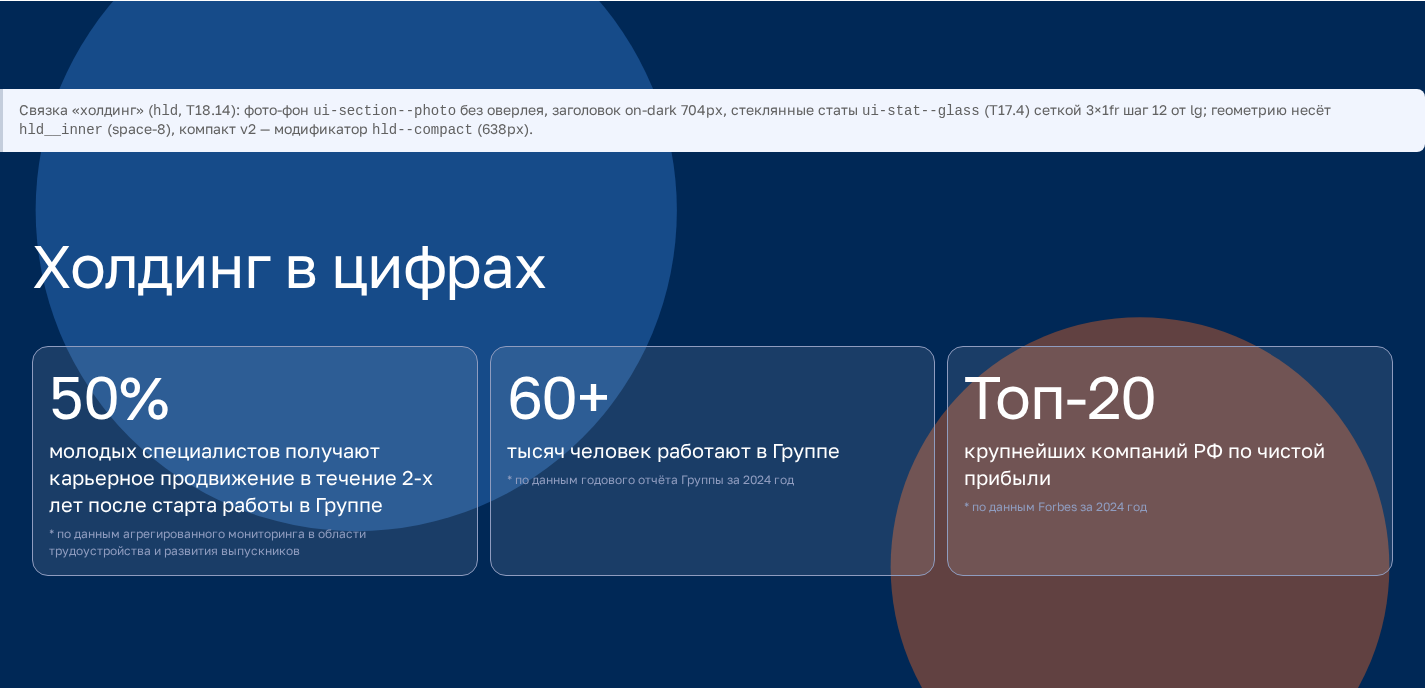 Связка «холдинг» (hld, T18.14): фото-фон ui-section--photo без оверлея, заголовок on-dark 704px, стеклянные статы ui-stat--glass (T17.4) сеткой 3×1fr шаг 12 от lg; геометрию несёт
hld__inner (space-8), компакт v2 — модификатор hld--compact (638px).
Холдинг в цифрах
50%
молодых специалистов получают
карьерное продвижение в течение 2-х
лет после старта работы в Группе
* по данным агрегированного мониторинга в области
трудоустройства и развития выпускников
60+
тысяч человек работают в Группе
* по данным годового отчёта Группы за 2024 год
Топ-20
крупнейших компаний РФ по чистой
прибыли
* по данным Forbes за 2024 год